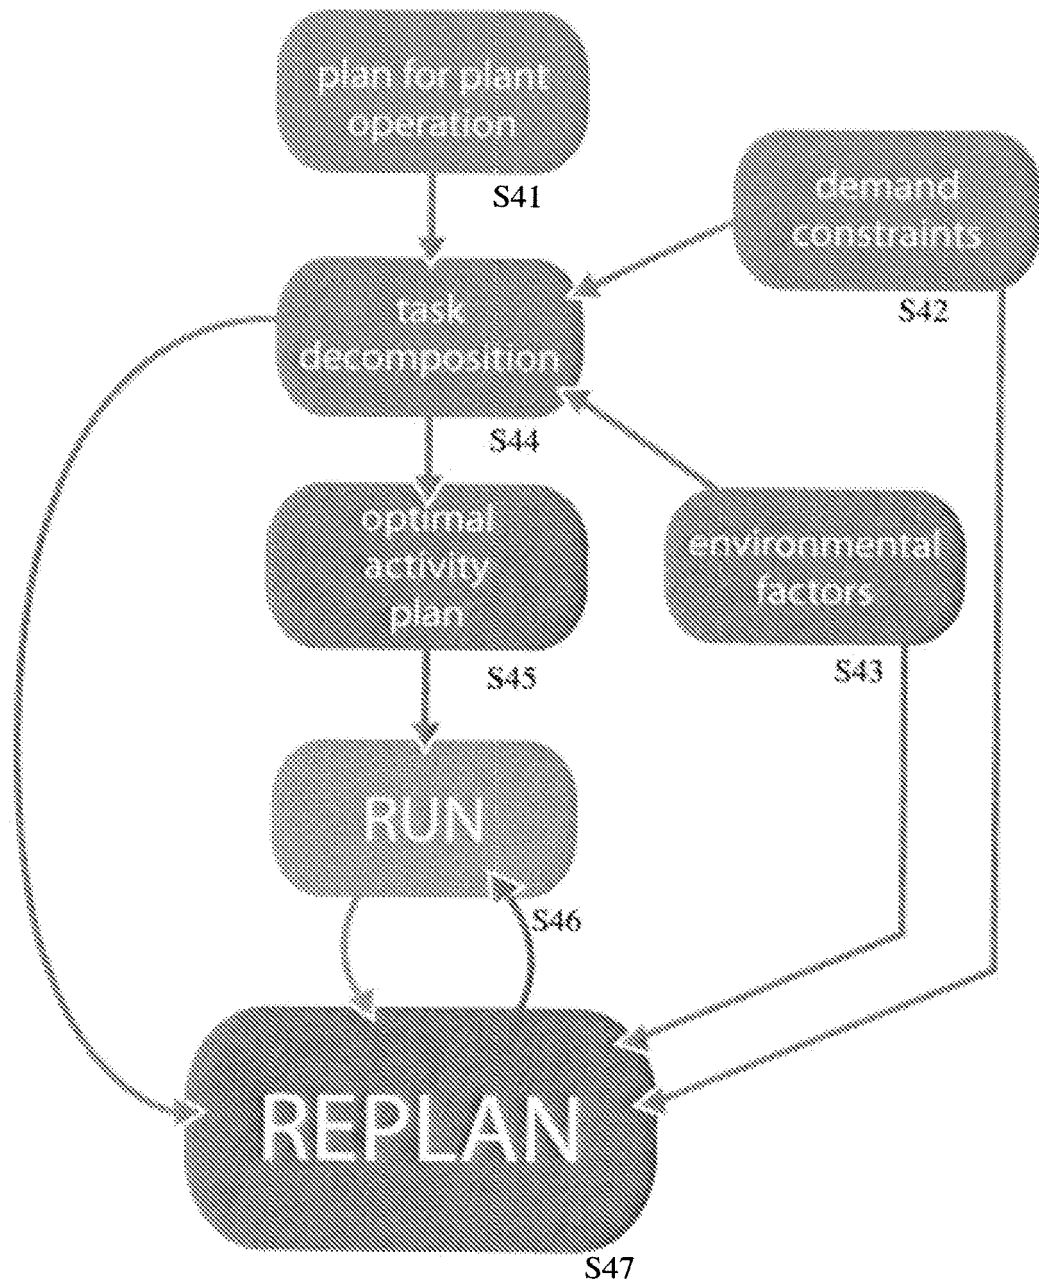 plan for plant
operation
S41
demand
constraints
S42
task
decomposition
S44
optimal
activity
plan
S45
environmental
factors
S43
RUN
S46
REPLAN
S47